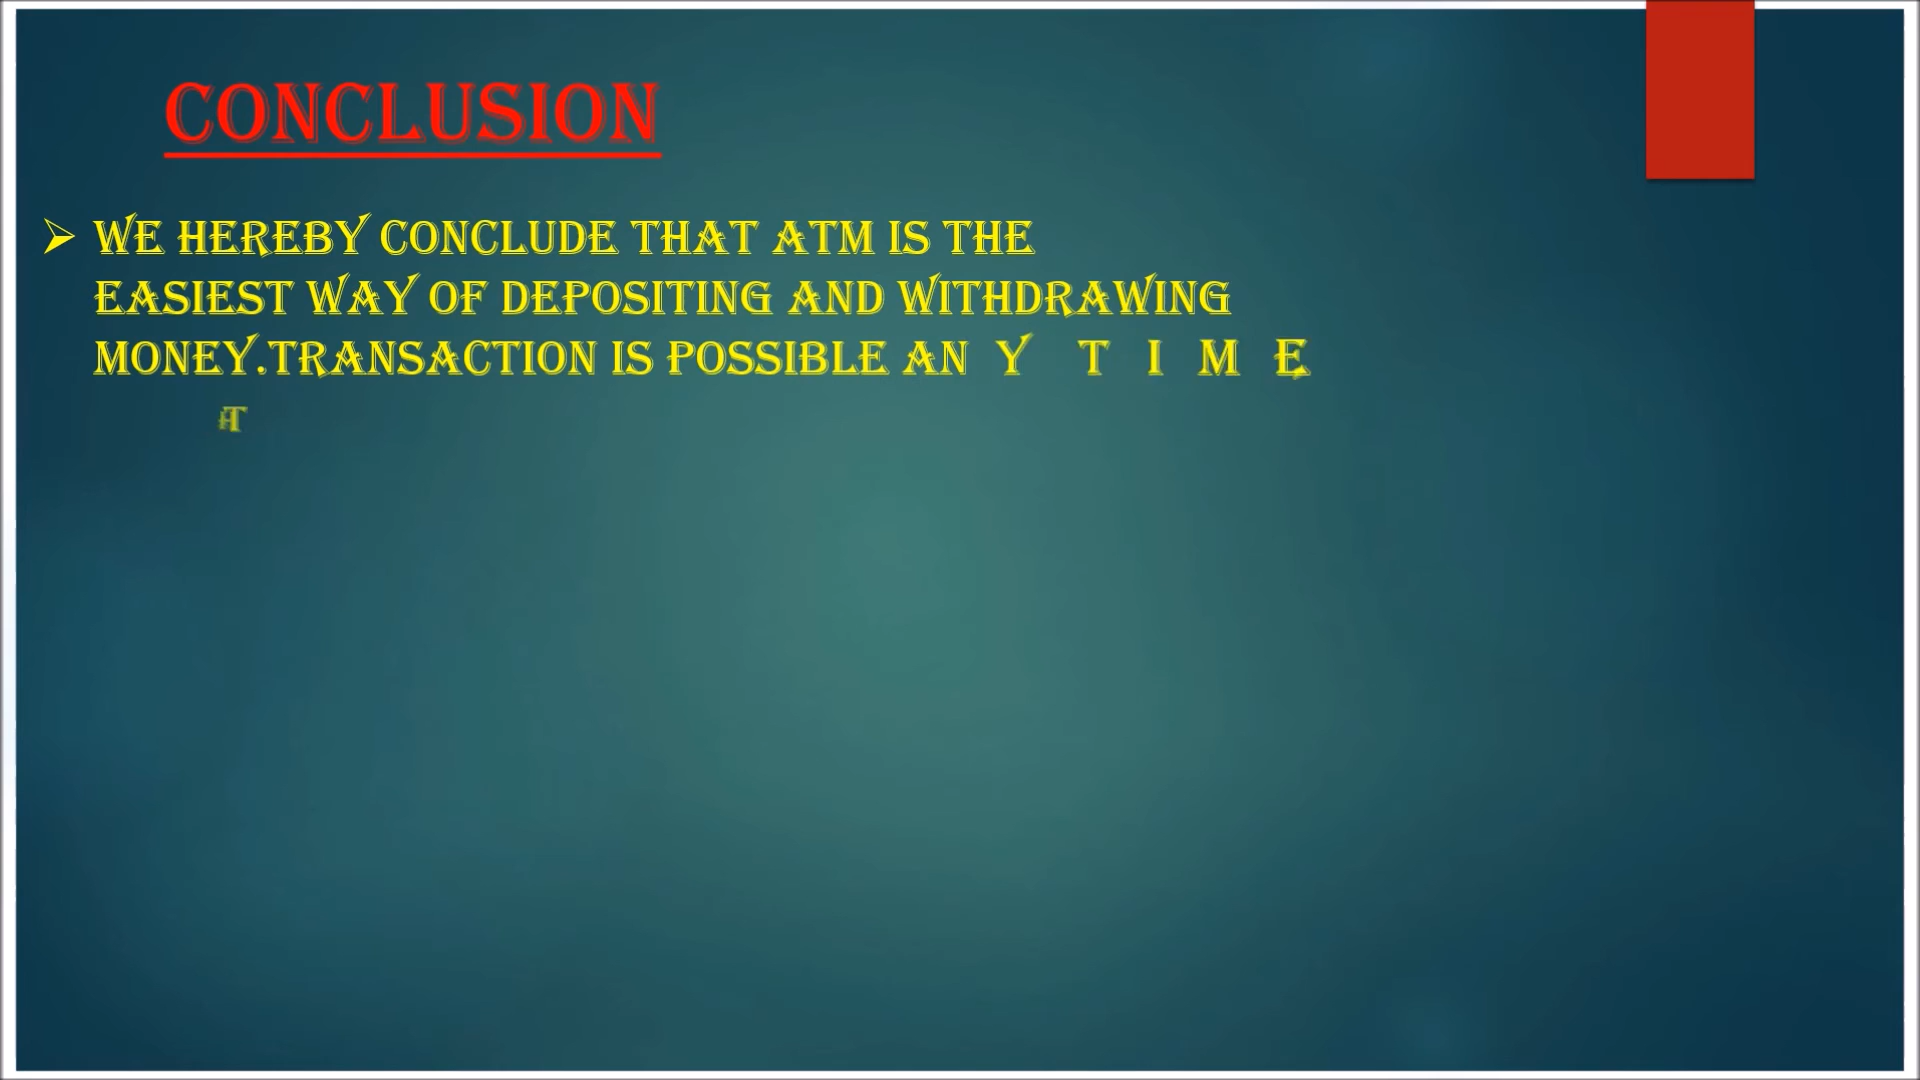 CONCLUSION
WE HEREBY CONCLUDE THAT ATM IS THE
EASIEST WAY OF DEPOSITING AND WITHDRAWING
MONEY.TRANSACTION IS POSSIBLE AN Y T I M E